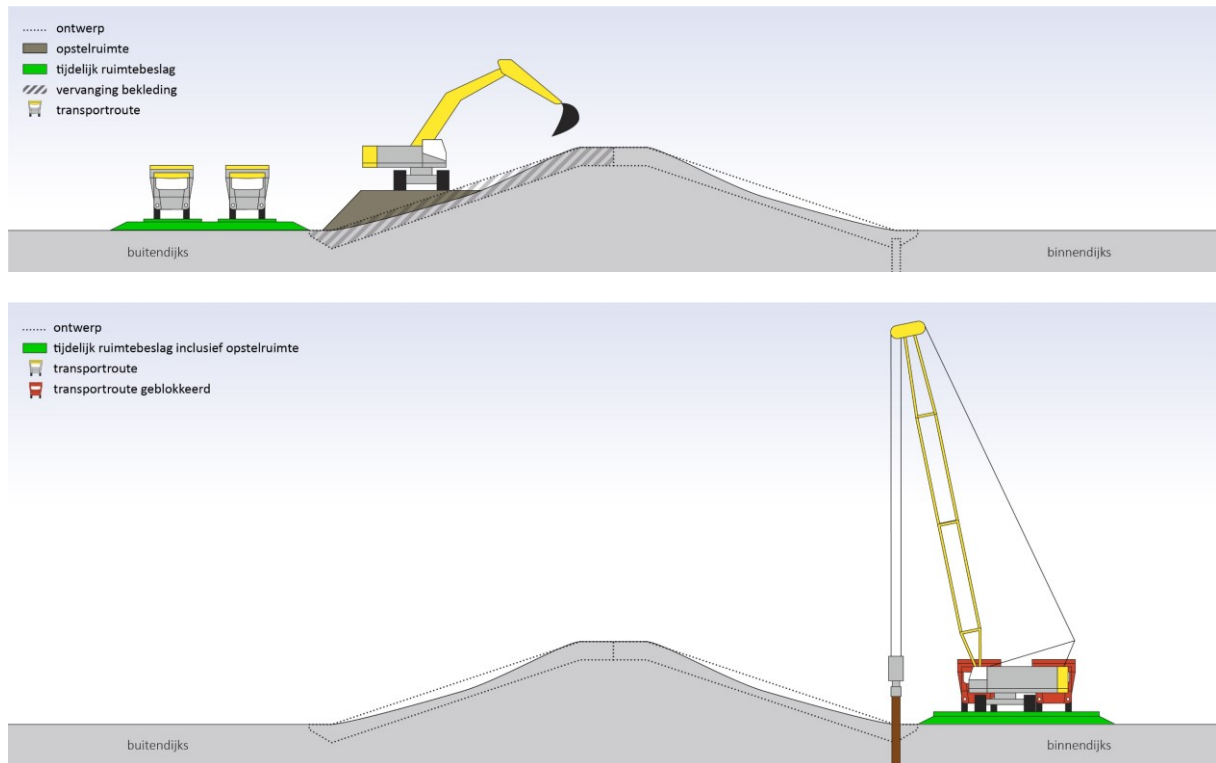 ontwerp
opstelruimte
tijdelijk ruimtebeslag
vervanging bekleding
transportroute
buitendijks
binnendijks
ontwerp
tijdelijk ruimtebeslag inclusief opstelruimte
transportroute
transportroute geblokkeerd
buitendijks
binnendijks